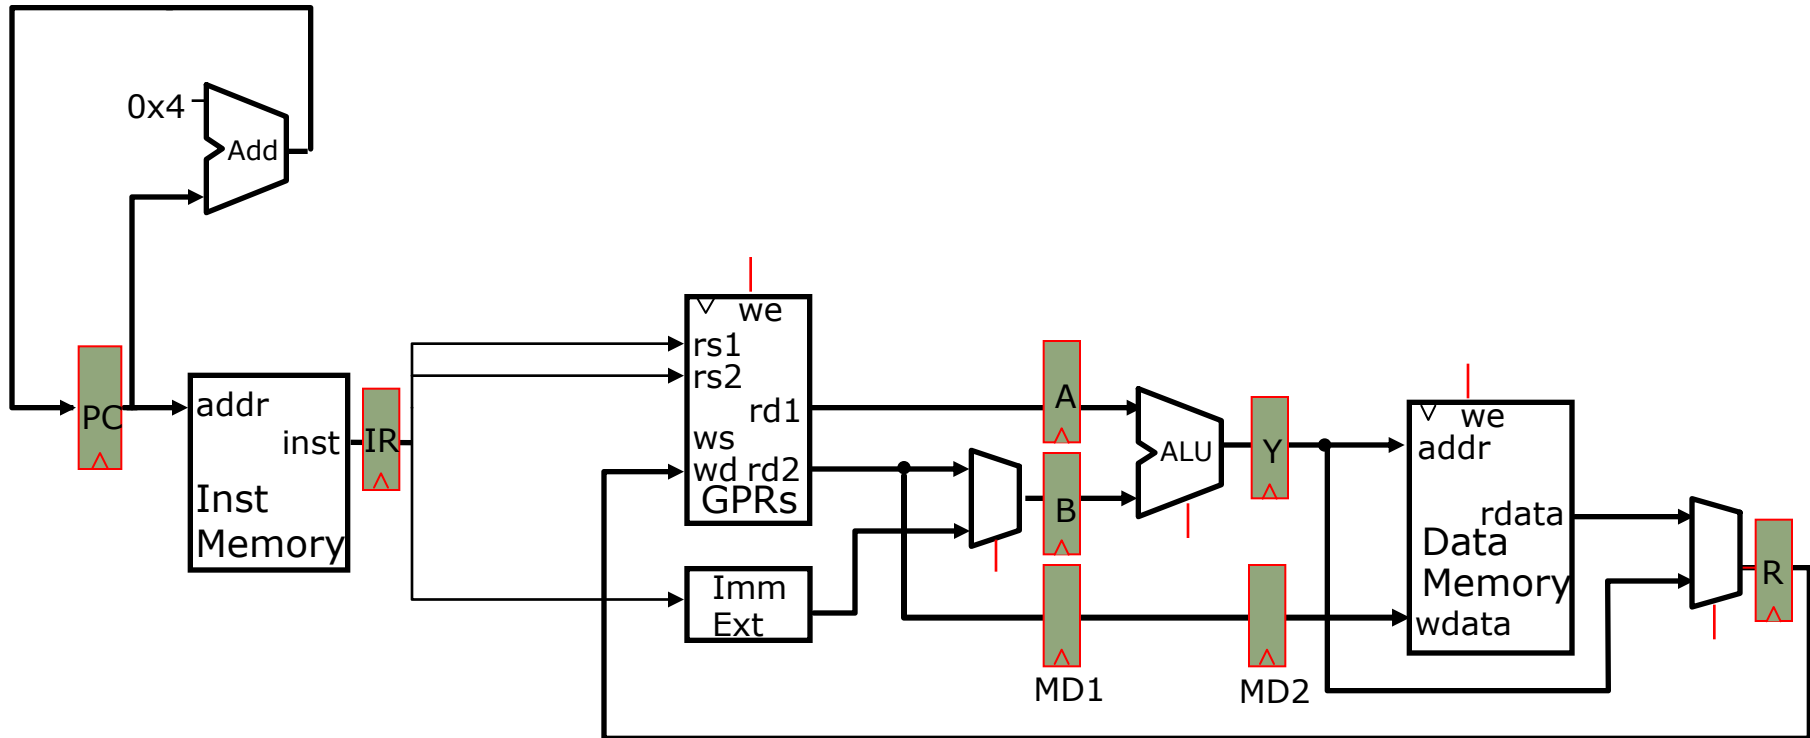 0x4
Add
PC
addr
inst
Inst
Memory
IR
we
rs1
rs2
rd1
ws
wd rd2
GPRs
Imm
Ext
A
B
MD1
ALU
Y
MD2
we
addr
rdata
Data
Memory
wdata
R